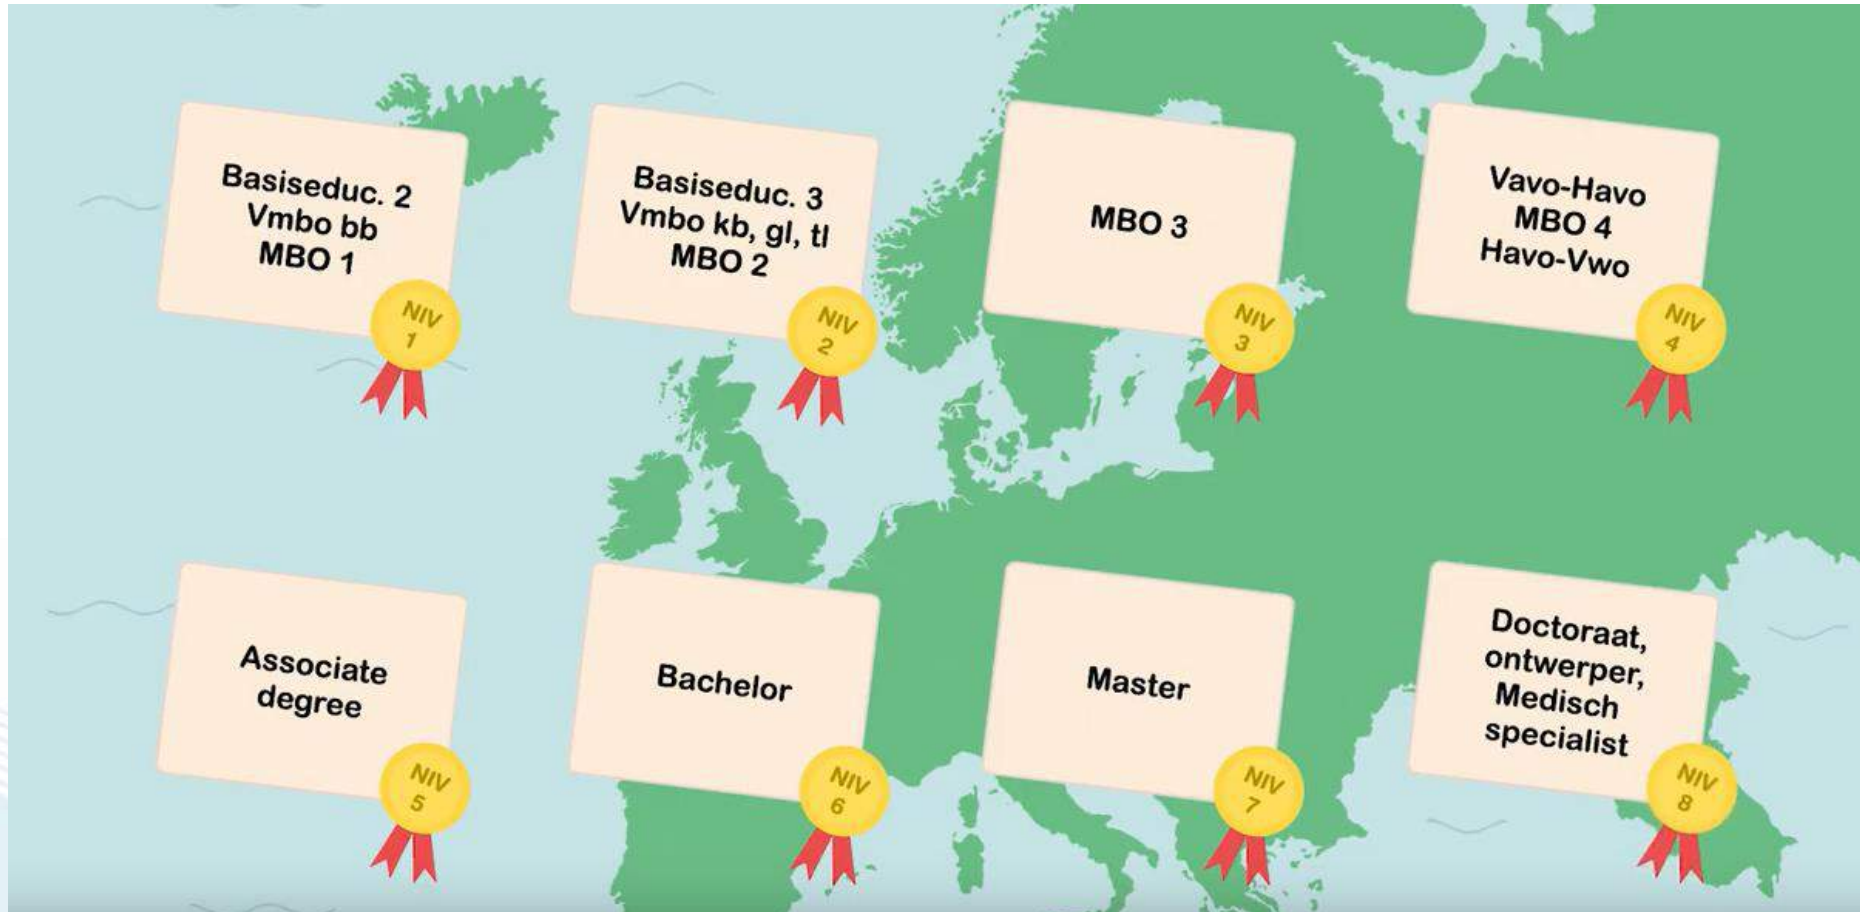 Basiseduc. 2
Vmbo bb
MBO 1
NIV
1
Basiseduc. 3
Vmbo kb, gl, tl
MBO 2
NIV
2
MBO 3
NIV
3
Vavo-Havo
MBO 4
Havo-Vwo
NIV
4
Associate
degree
NIV
5
Bachelor
NIV
6
Master
NIV
7
Doctoraat,
ontwerper,
Medisch
specialist
NIV
8